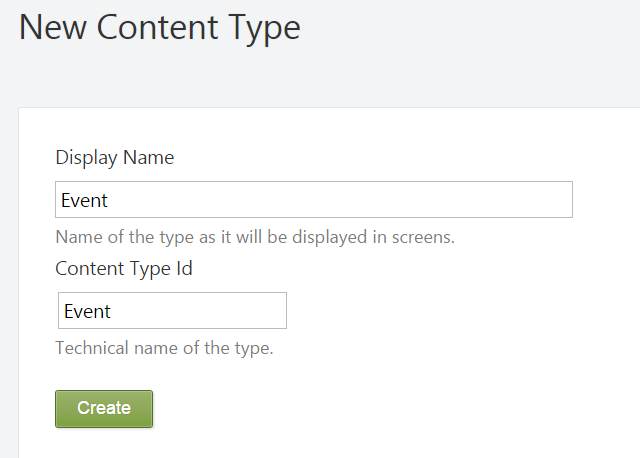 New Content Type
Display Name
Event
Name of the type as it will be displayed in screens.
Content Type Id
Event
Technical name of the type.
Create